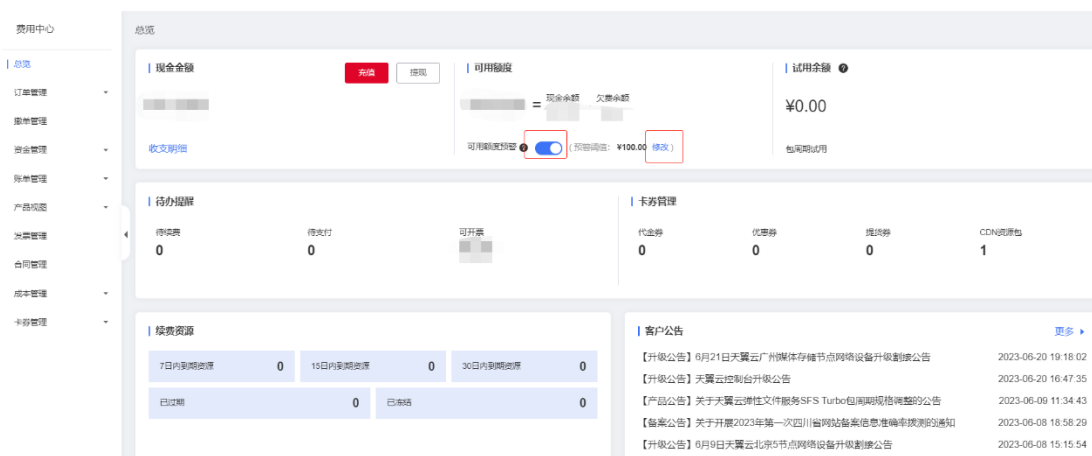 费用中心
总览
总览
订单管理
撤单管理
资金管理
账单管理
产品视图
发票管理
合同管理
成本管理
卡券管理
现金余额
充值
提现
收支明细
可用额度
= 现金余额 欠费余额
可用额度预警 (预警阈值: ¥100.00 修改)
试用余额
¥0.00
包周期试用
待办提醒
待续费 待支付 可开票
0 0
卡券管理
代金券 优惠券 提货券 CDN资源包
0 0 0 1
续费资源
7日内到期资源 0 15日内到期资源 0 30日内到期资源 0
已过期 0 已冻结 0
客户公告 更多
【升级公告】6月21日天翼云广州媒体存储节点网络设备升级割接公告 2023-06-20 19:18:02
【升级公告】天翼云控制台升级公告 2023-06-20 16:47:35
【产品公告】关于天翼云弹性文件服务SFS Turbo包周期规格调整的公告 2023-06-09 11:34:43
【备案公告】关于开展2023年第一次四川省网站备案信息准确率拨测的通知 2023-06-08 18:58:29
【升级公告】6月9日天翼云北京5节点网络设备升级割接公告 2023-06-08 15:15:54